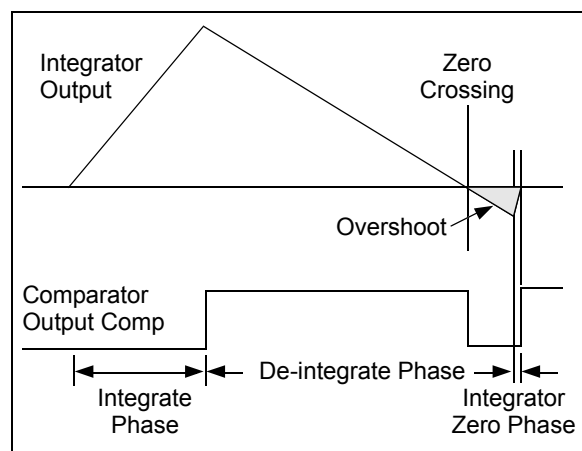 Integrator
Output
Zero
Crossing
Overshoot
Comparator
Output Comp
De-integrate Phase
Integrate
Phase
Integrator
Zero Phase